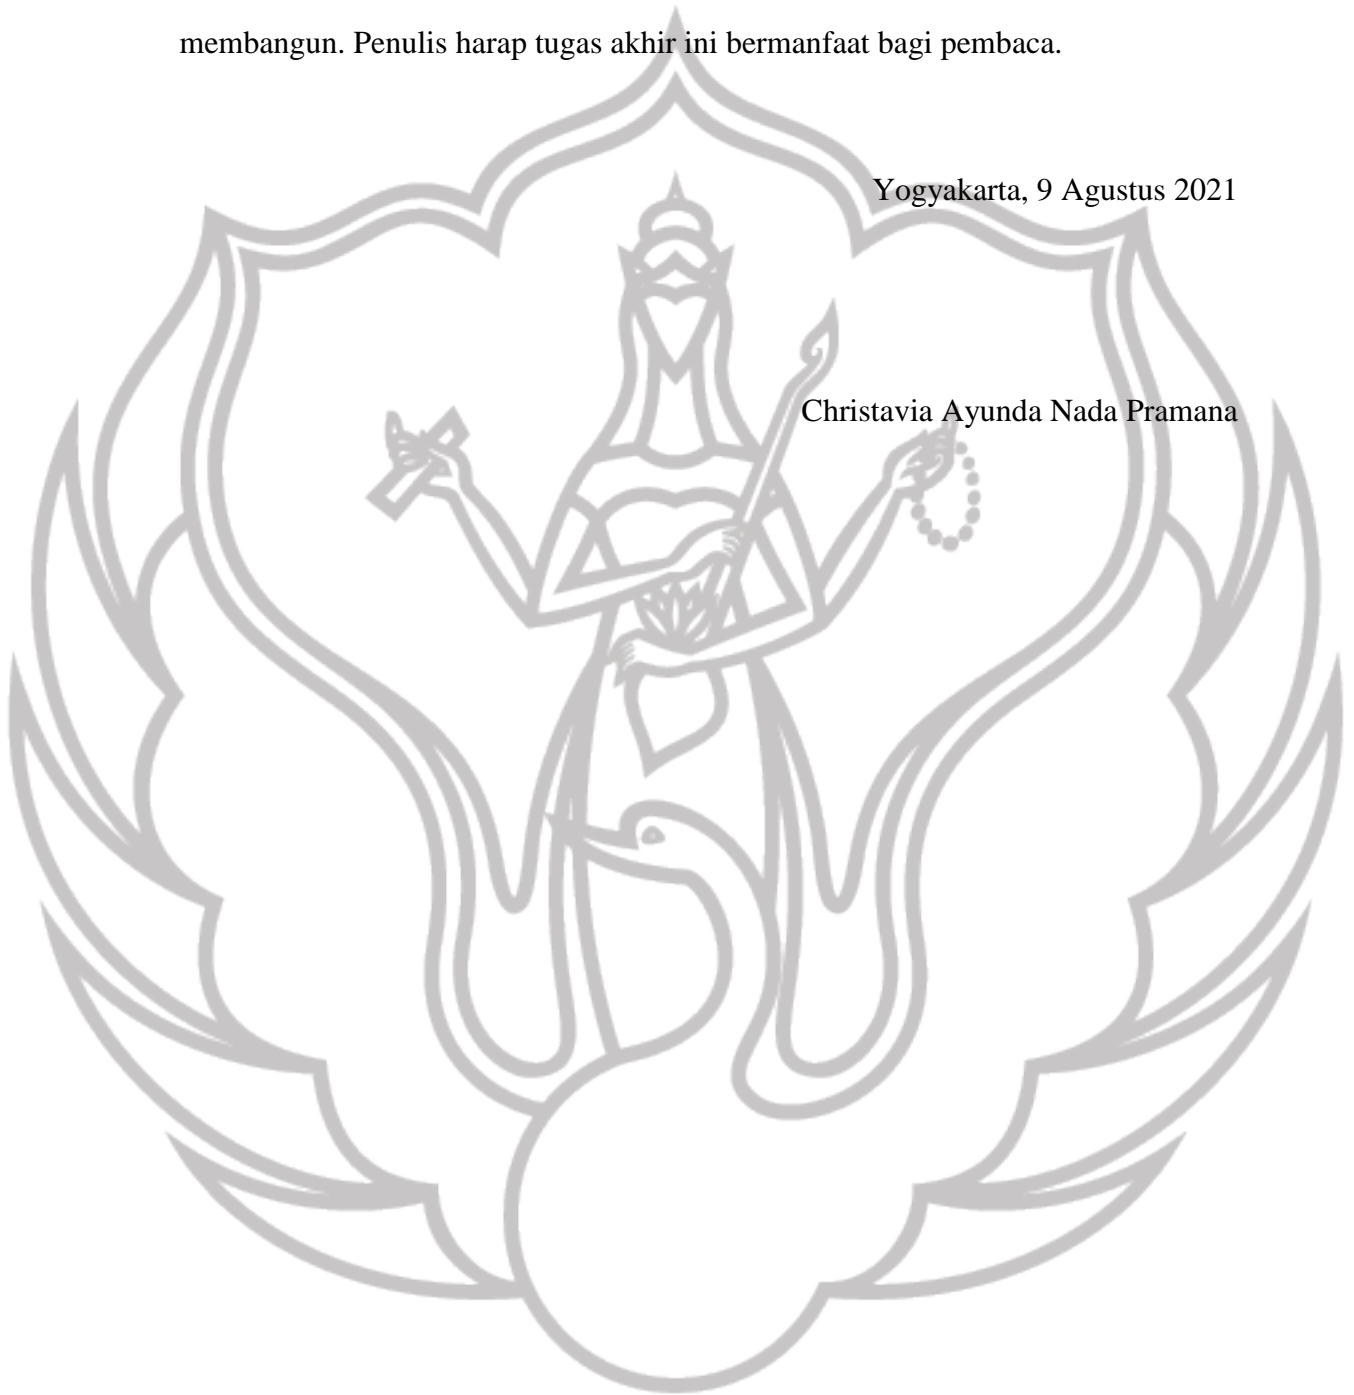 membangun. Penulis harap tugas akhir ini bermanfaat bagi pembaca.
Yogyakarta, 9 Agustus 2021
Christavia Ayunda Nada Pramana